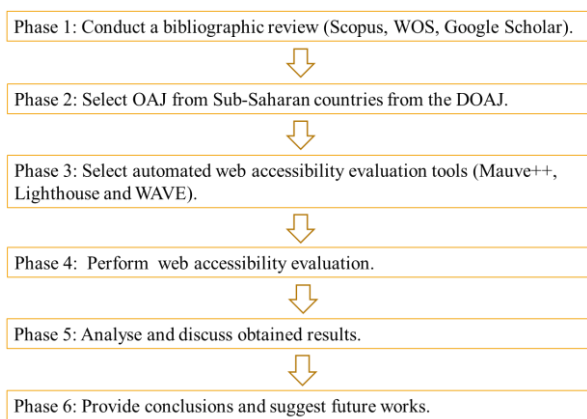 Phase 1: Conduct a bibliographic review (Scopus, WOS, Google Scholar).
Phase 2: Select OAJ from Sub-Saharan countries from the DOAJ.
Phase 3: Select automated web accessibility evaluation tools (Mauve++,
Lighthouse and WAVE).
Phase 4: Perform web accessibility evaluation.
Phase 5: Analyse and discuss obtained results.
Phase 6: Provide conclusions and suggest future works.